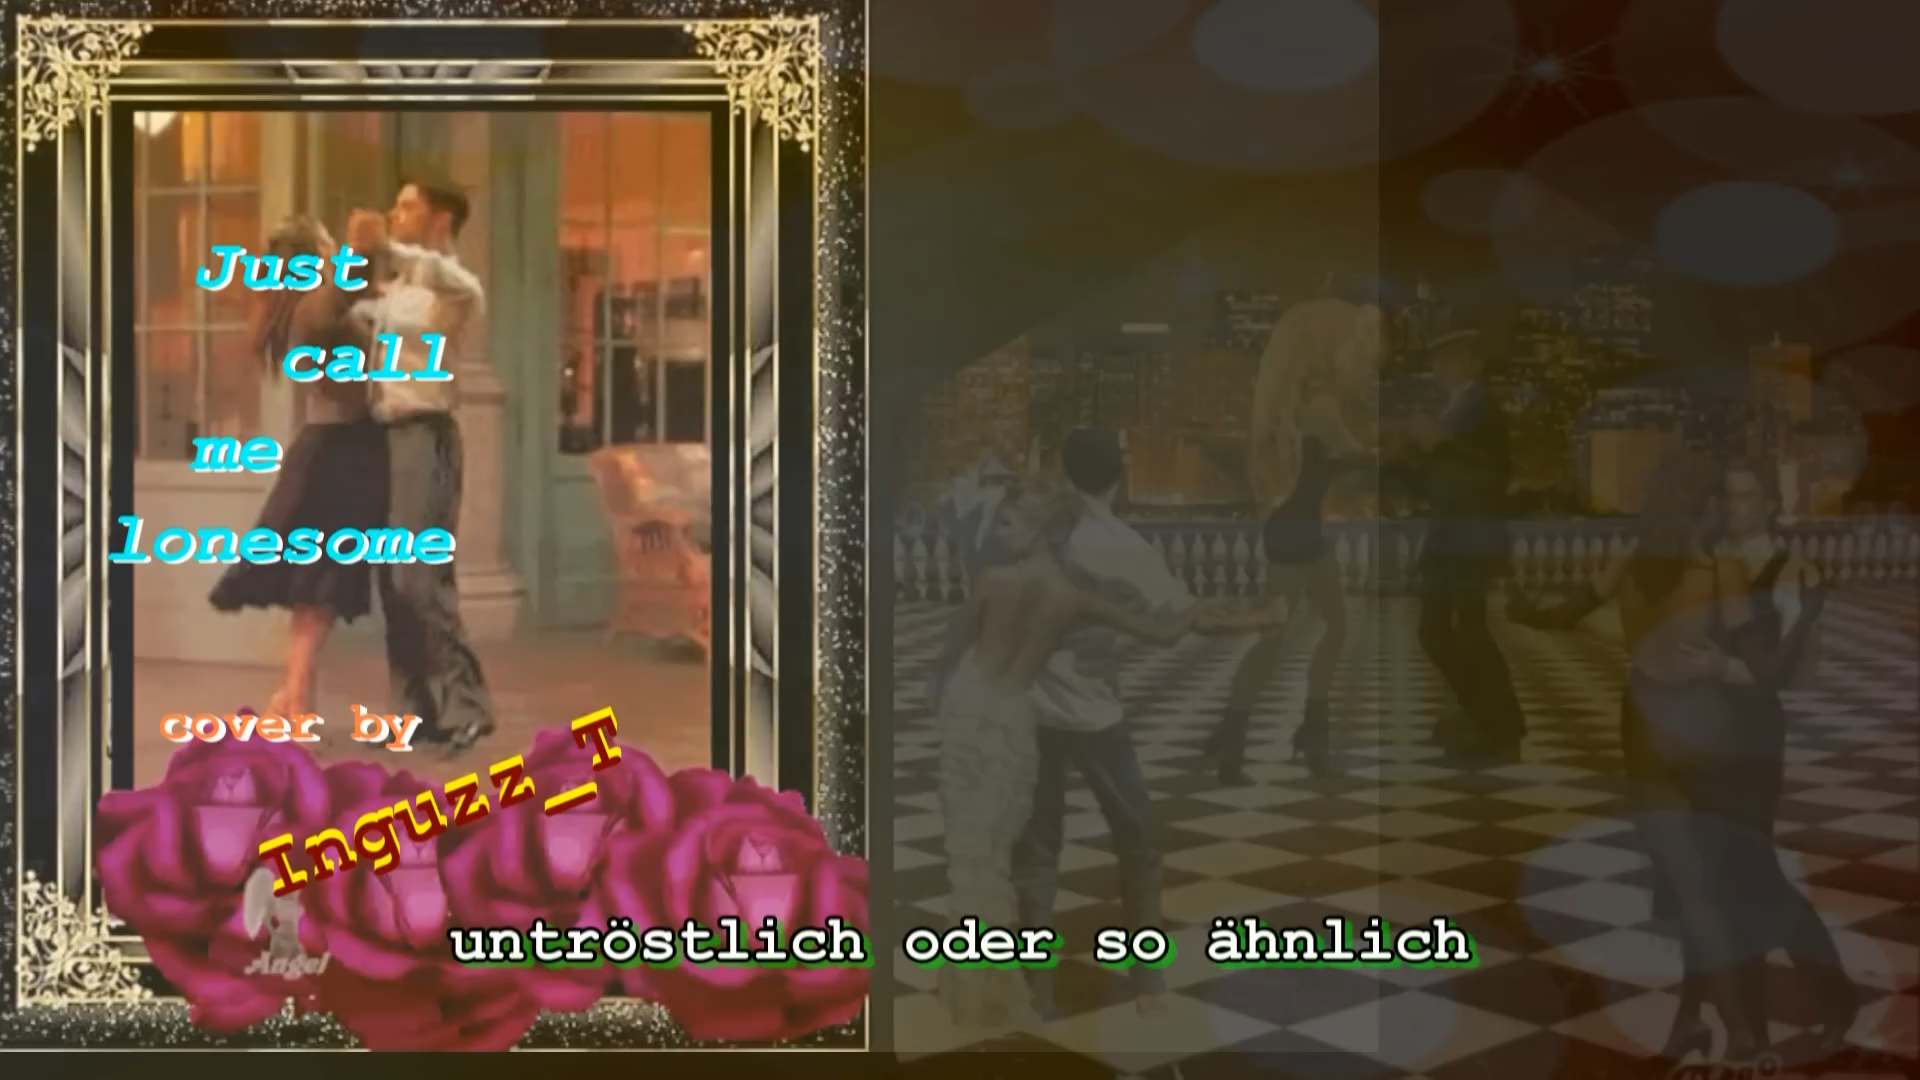 Just
call
me
lonesome
cover by
Inguzz_T
Angel
untröstlich oder so ähnlich